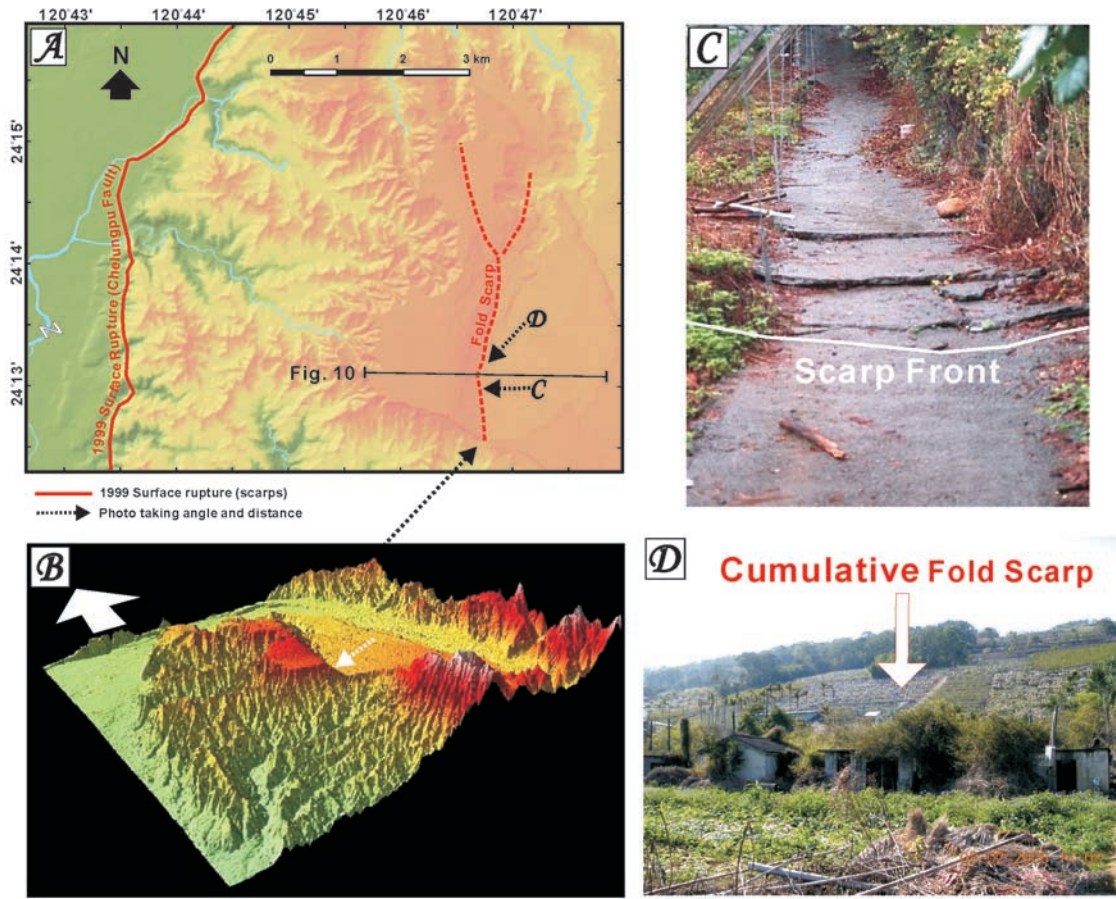 120°43' 120°44' 120°45' 120°46' 120°47'
A
N
0 1 2 3 km
24°15'
24°14'
24°13'
1999 Surface Rupture (Chelungpu Fault)
Fold Scarp
D
Fig. 10
C
1999 Surface rupture (scarps)
Photo taking angle and distance
B
C
Scarp Front
D
Cumulative Fold Scarp